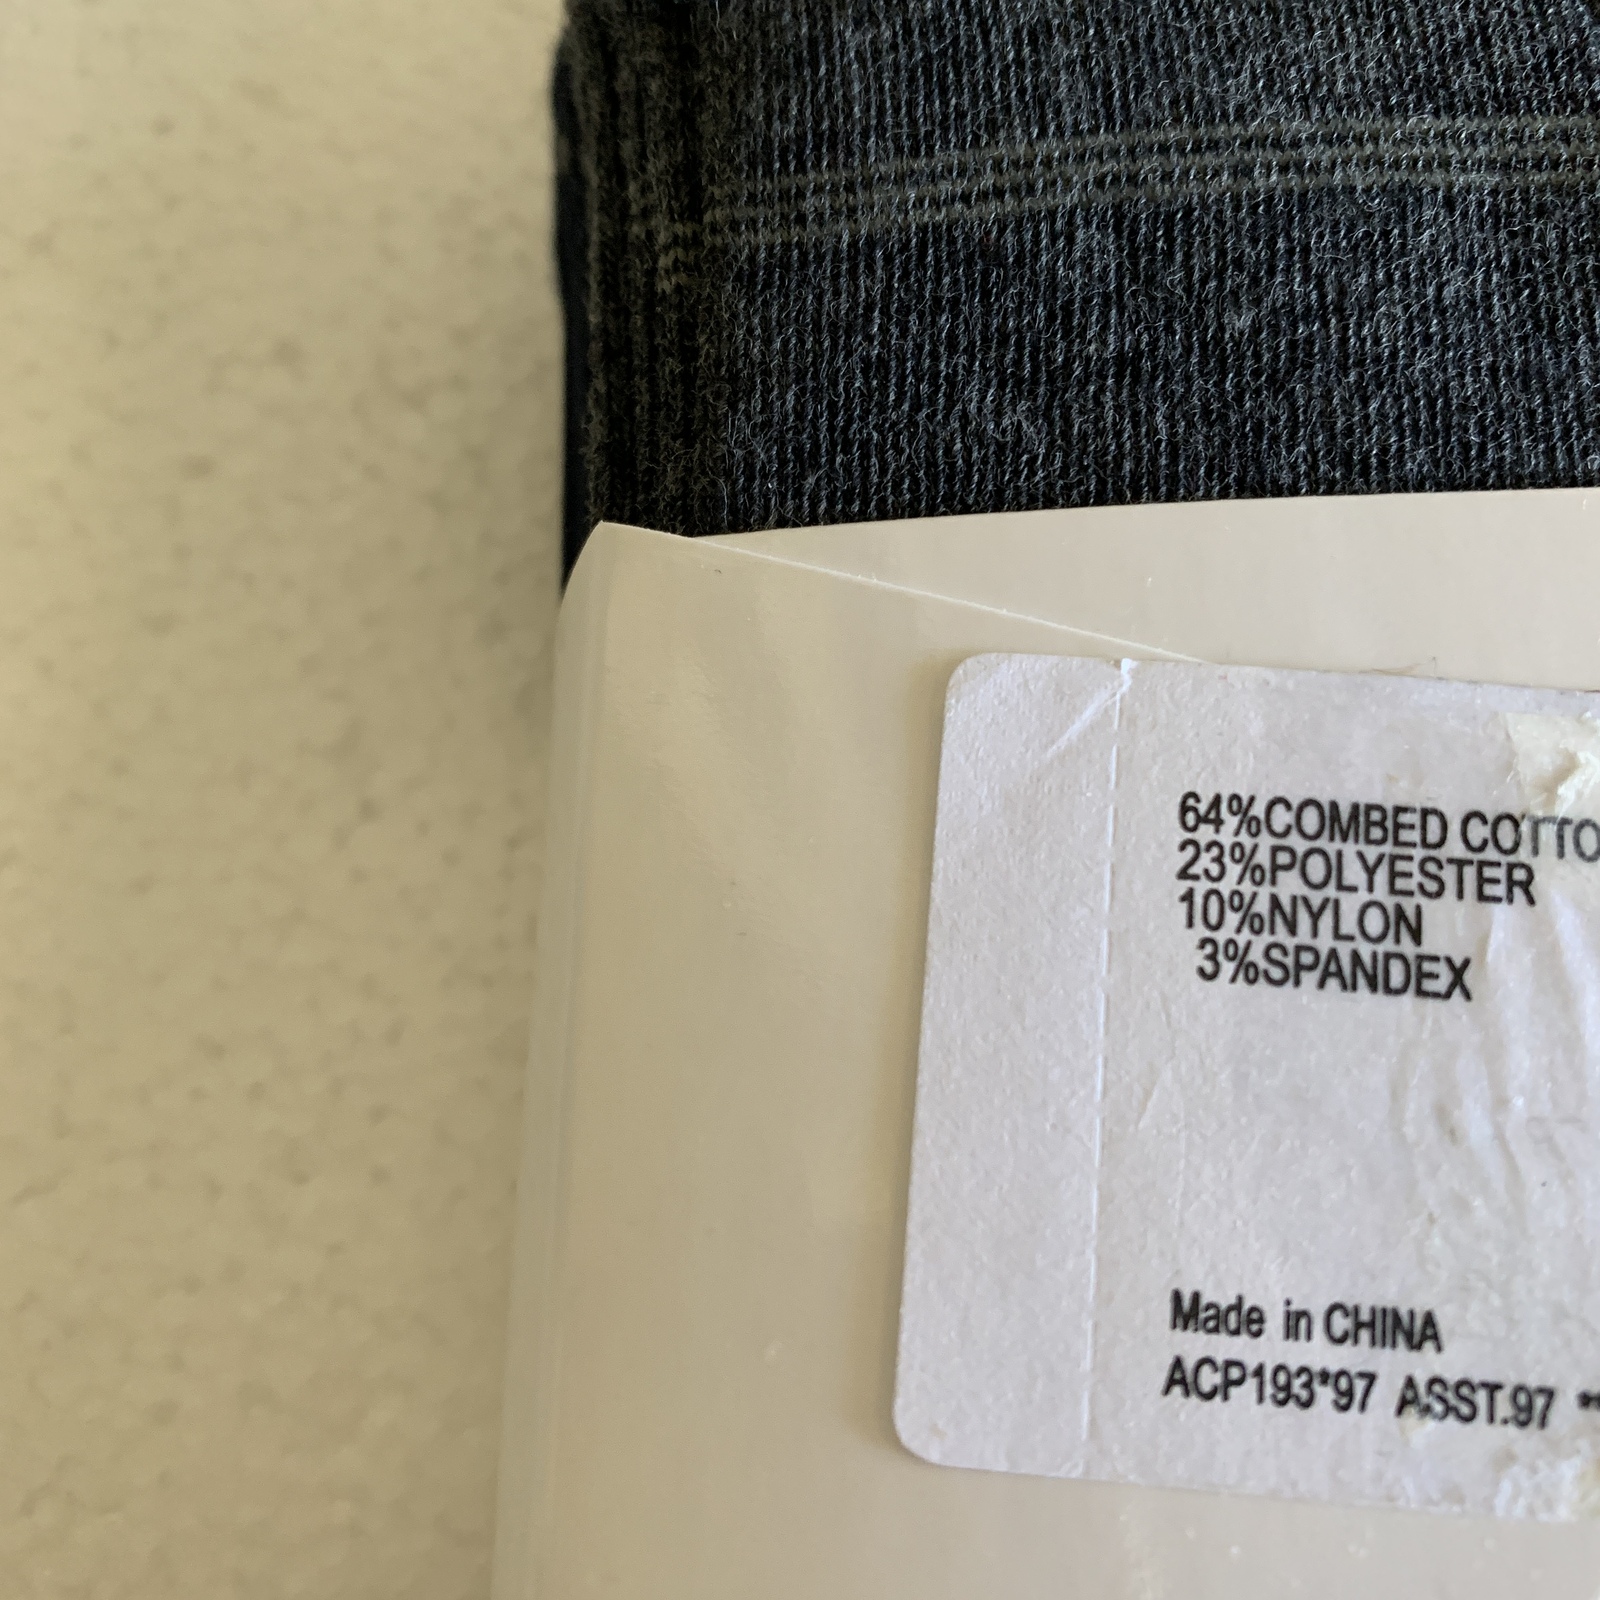 64%COMBED COTTO
23%POLYESTER
10%NYLON
3%SPANDEX
Made in CHINA
ACP193*97 ASST.97 **